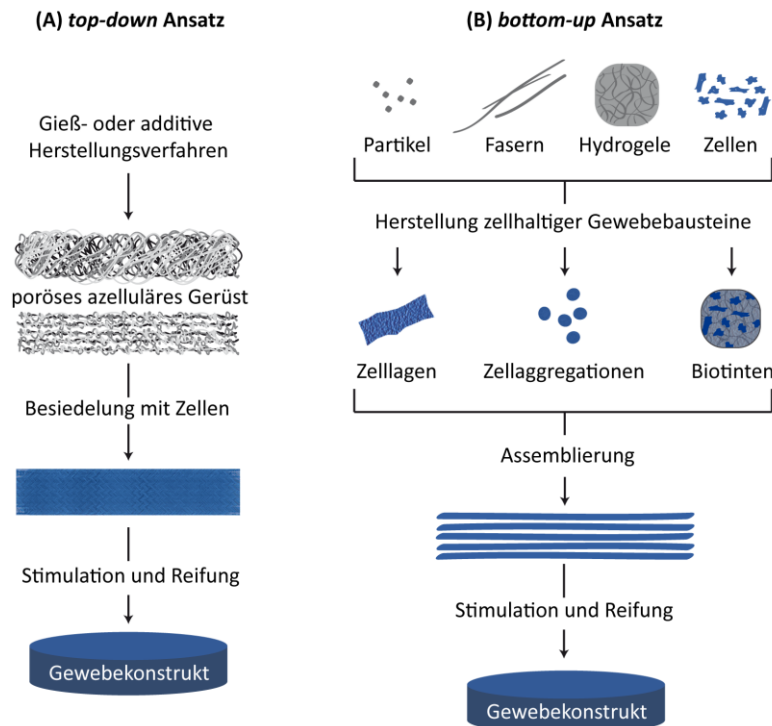 (A) top-down Ansatz
Gieß- oder additive
Herstellungsverfahren
poröses azelluläres Gerüst
Besiedelung mit Zellen
Stimulation und Reifung
Gewebekonstrukt
(B) bottom-up Ansatz
Partikel
Fasern
Hydrogele
Zellen
Herstellung zellhaltiger Gewebebausteine
Zelllagen
Zellaggregationen
Biotinten
Assemblierung
Stimulation und Reifung
Gewebekonstrukt